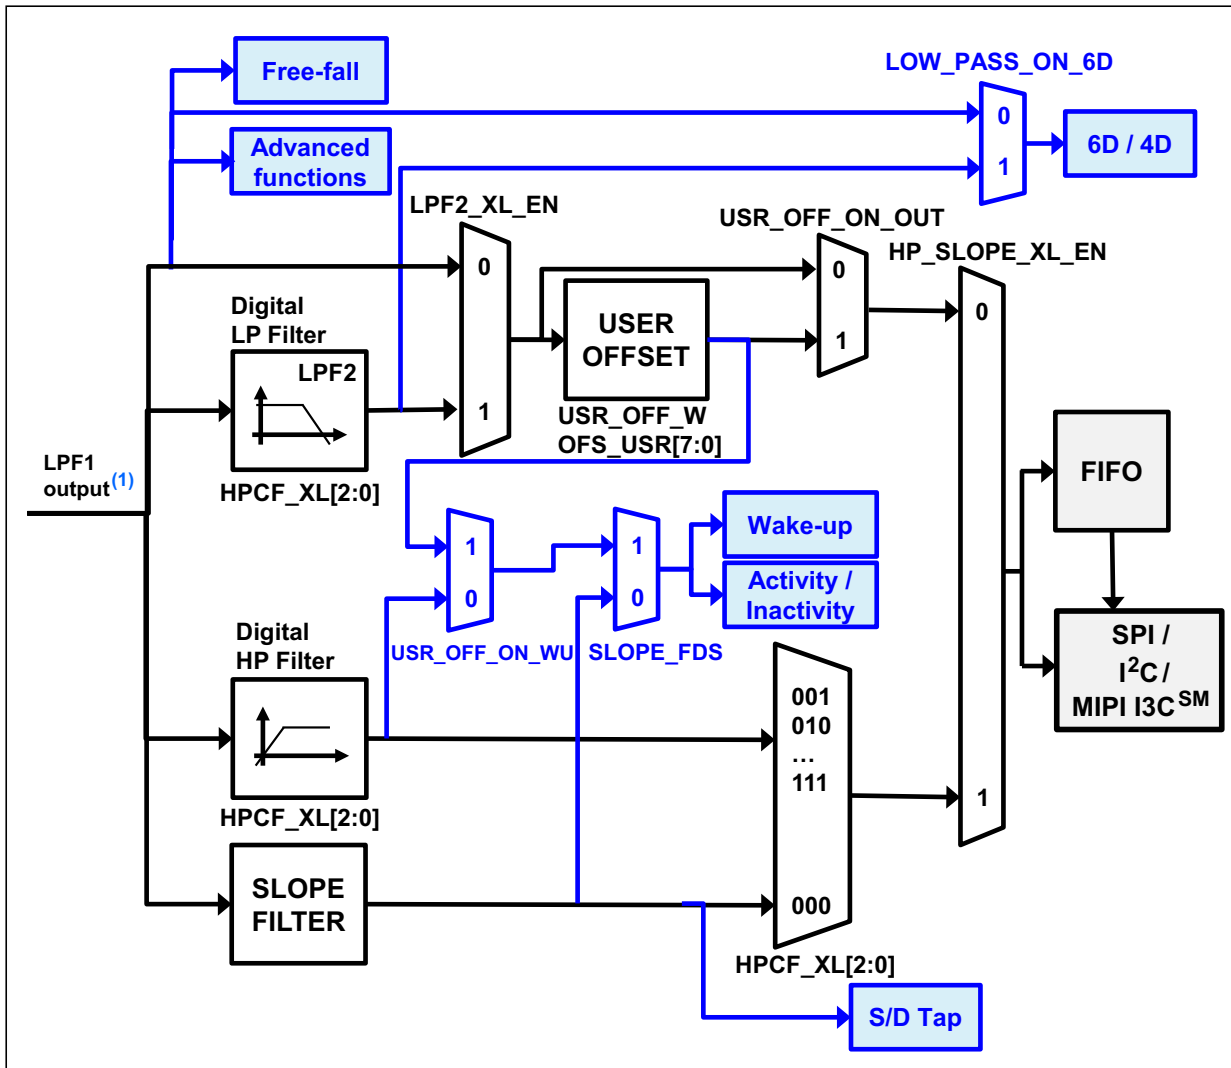 Free-fall
LOW_PASS_ON_6D
0
1
6D / 4D
Advanced
functions
LPF2_XL_EN
0
1
USR_OFF_ON_OUT
0
1
HP_SLOPE_XL_EN
0
1
Digital
LP Filter
LPF2
HPCF_XL[2:0]
USER
OFFSET
USR_OFF_W
OFS_USR[7:0]
LPF1
output(1)
FIFO
1
0
USR_OFF_ON_WU
1
0
SLOPE_FDS
Wake-up
Activity /
Inactivity
SPI /
I2C /
MIPI I3C SM
Digital
HP Filter
HPCF_XL[2:0]
001
010
...
111
000
HPCF_XL[2:0]
SLOPE
FILTER
S/D Tap